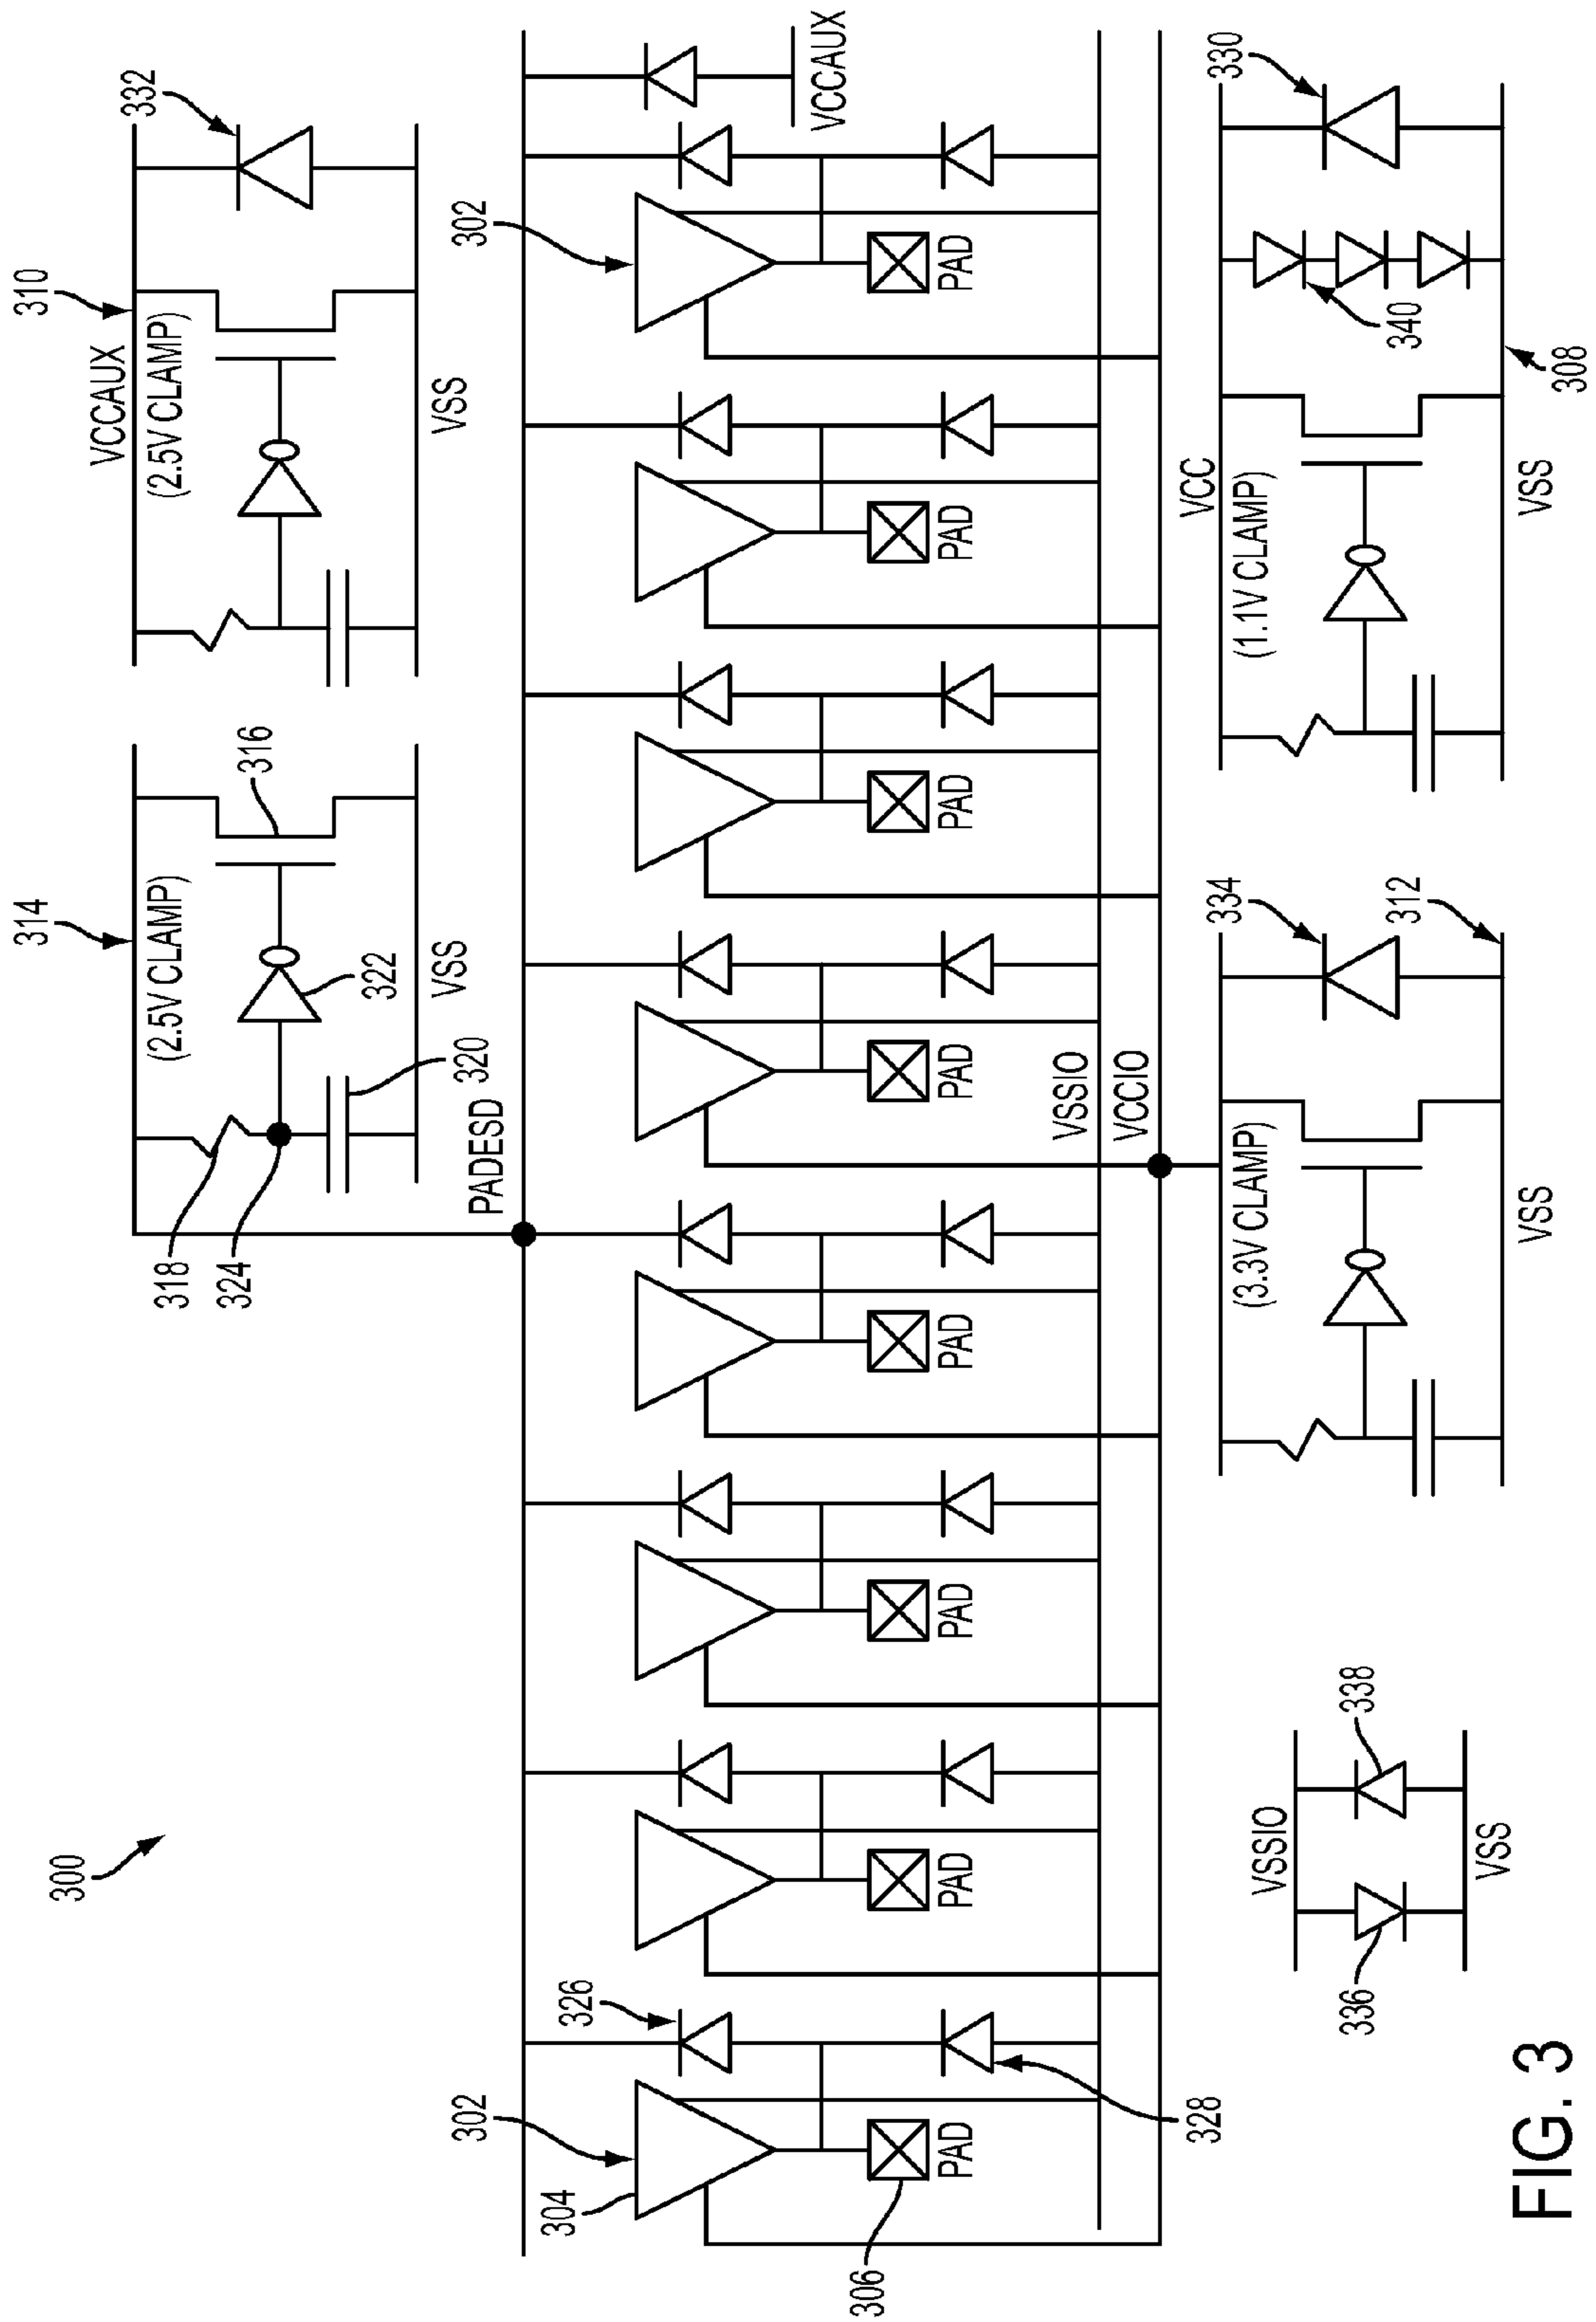 300
314
310
332
VCCAUX
(2.5V CLAMP)
(2.5V CLAMP)
316
322
320
318
324
VSS
VSS
PADESD
302
302
304
326
VCCAUX
PAD
PAD
PAD
PAD
PAD
PAD
PAD
PAD
306
328
VSSIO
VCCIO
VSSIO
338
336
VSS
334
312
(3.3V CLAMP)
VSS
VCC
(1.1V CLAMP)
330
340
308
VSS
FIG. 3